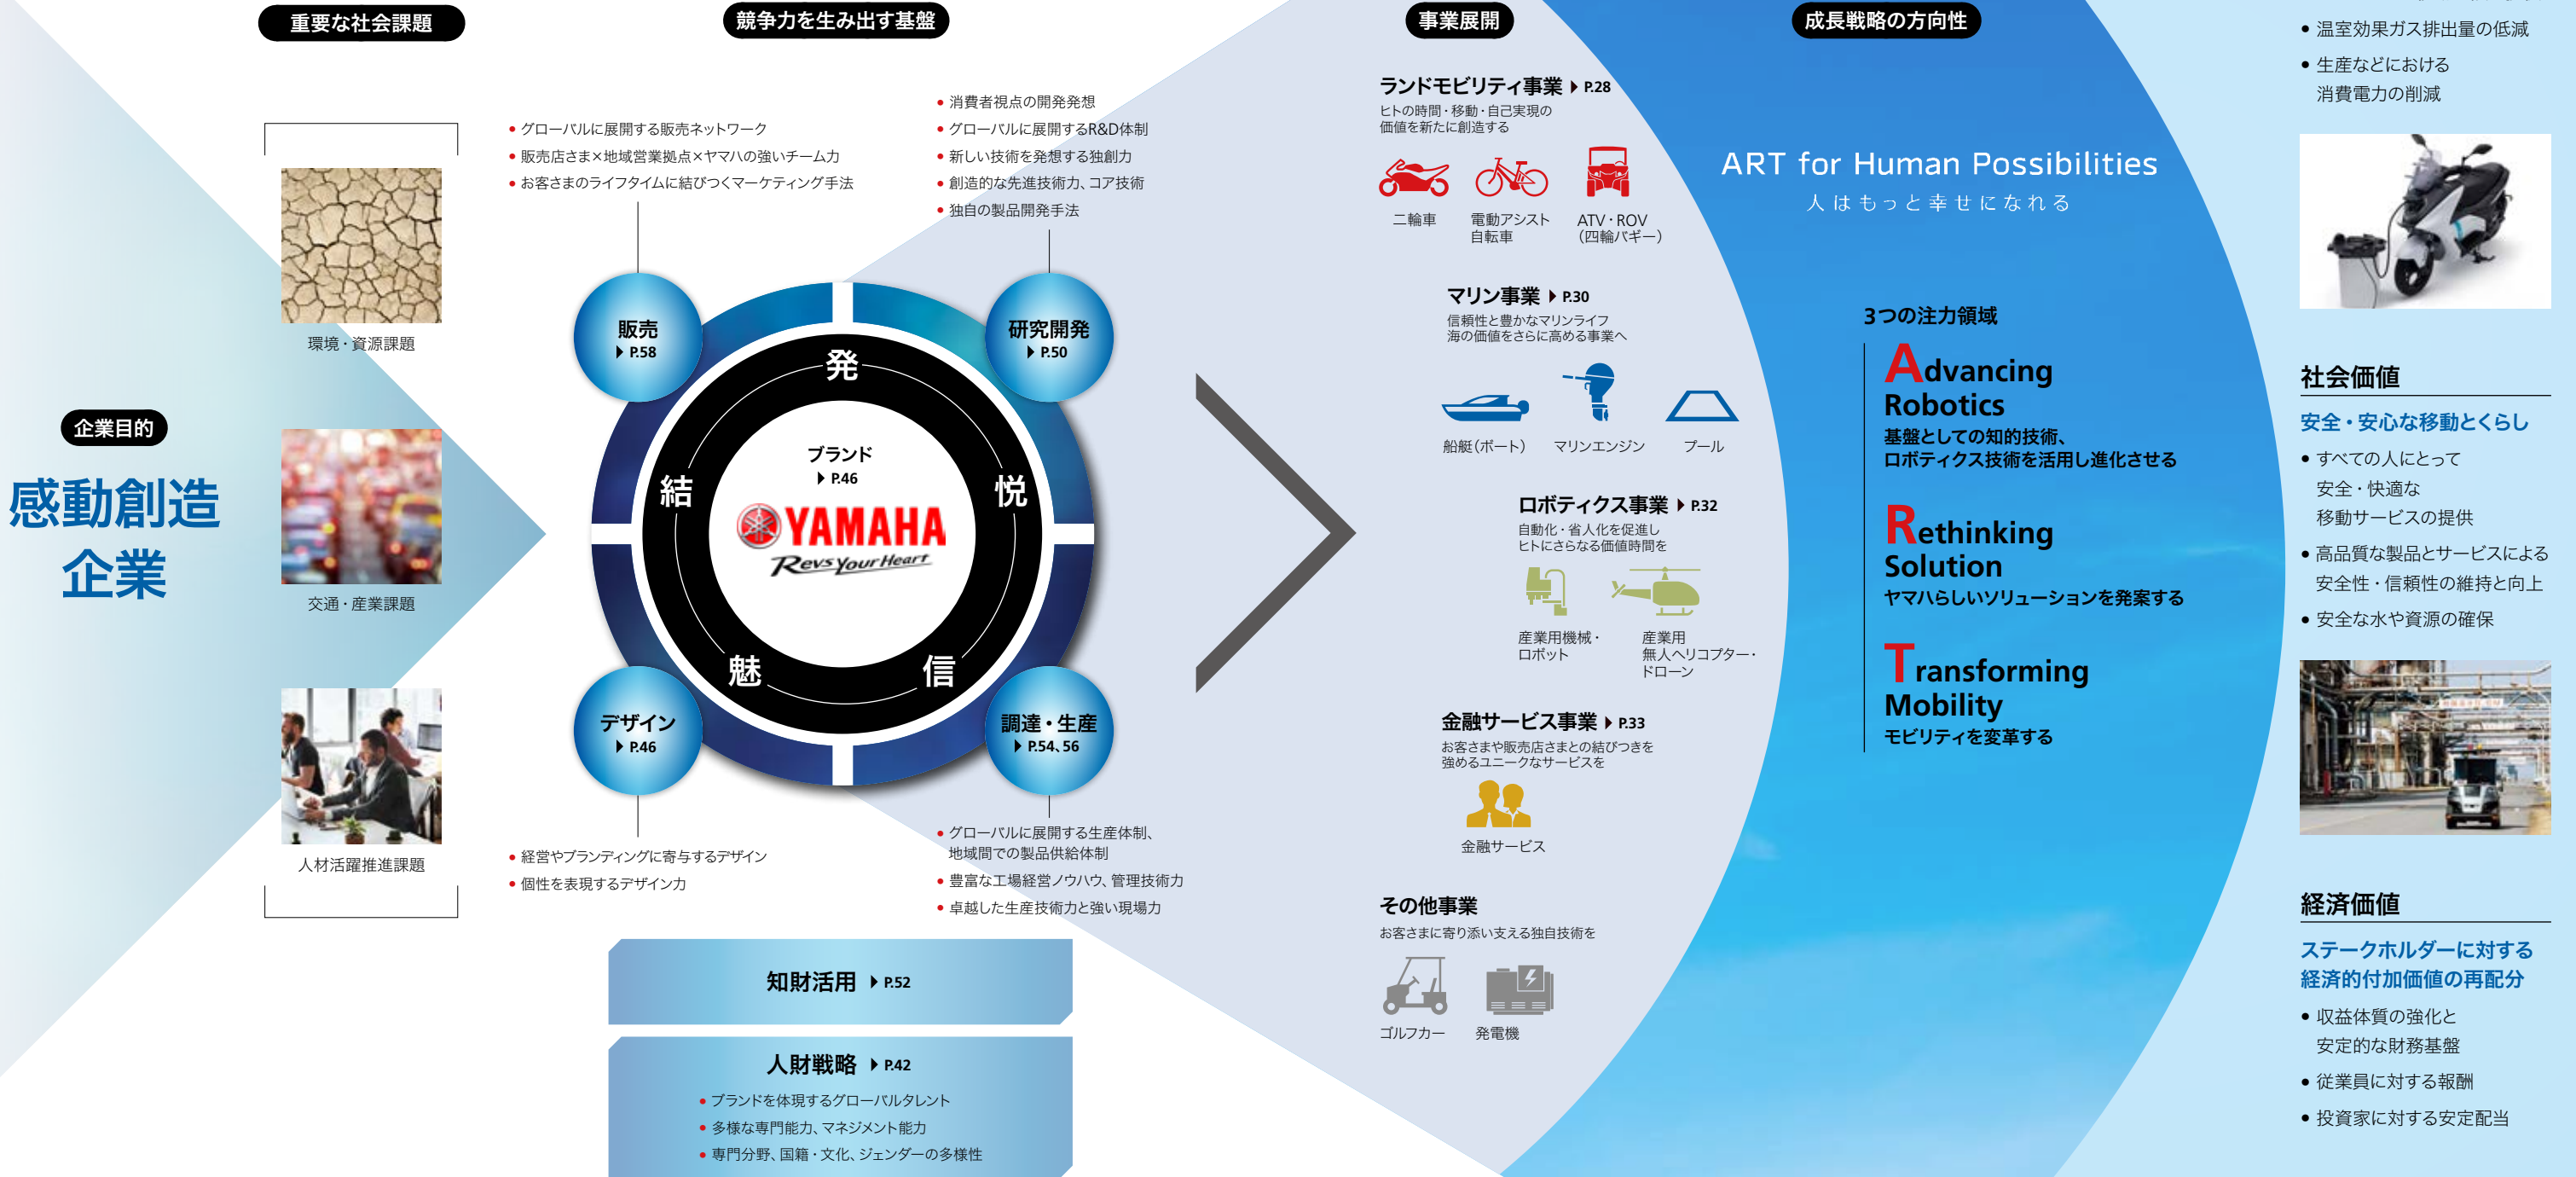 企業目的
感動創造
企業
重要な社会課題
環境・資源課題
交通・産業課題
人材活躍推進課題
競争力を生み出す基盤
• グローバルに展開する販売ネットワーク
• 販売店さま×地域営業拠点×ヤマハの強いチーム力
• お客さまのライフタイムに結びつくマーケティング手法
• 消費者視点の開発発想
• グローバルに展開するR&D体制
• 新しい技術を発想する独創力
• 創造的な先進技術力、コア技術
• 独自の製品開発手法
販売
▶ P.58
研究開発
▶ P.50
発
悦
信
魅
結
ブランド
▶ P.46
YAMAHA
Revs Your Heart
デザイン
▶ P.46
調達・生産
▶ P.54、56
• 経営やブランディングに寄与するデザイン
• 個性を表現するデザイン力
• グローバルに展開する生産体制、
地域間での製品供給体制
• 豊富な工場経営ノウハウ、管理技術力
• 卓越した生産技術力と強い現場力
知財活用 ▶ P.52
人財戦略 ▶ P.42
• ブランドを体現するグローバルタレント
• 多様な専門能力、マネジメント能力
• 専門分野、国籍・文化、ジェンダーの多様性
事業展開
ランドモビリティ事業 ▶ P.28
ヒトの時間・移動・自己実現の
価値を新たに創造する
二輪車
電動アシスト
自転車
ATV・ROV
（四輪バギー）
マリン事業 ▶ P.30
信頼性と豊かなマリンライフ
海の価値をさらに高める事業へ
船艇（ボート）
マリンエンジン
プール
ロボティクス事業 ▶ P.32
自動化・省人化を促進し
ヒトにさらなる価値時間を
産業用機械・
ロボット
産業用
無人ヘリコプター・
ドローン
金融サービス事業 ▶ P.33
お客さまや販売店さまとの結びつきを
強めるユニークなサービスを
金融サービス
その他事業
お客さまに寄り添い支える独自技術を
ゴルフカー
発電機
成長戦略の方向性
ART for Human Possibilities
人はもっと幸せになれる
3つの注力領域
Advancing
Robotics
基盤としての知的技術、
ロボティクス技術を活用し進化させる
Rethinking
Solution
ヤマハらしいソリューションを発案する
Transforming
Mobility
モビリティを変革する
• 温室効果ガス排出量の低減
• 生産などにおける
消費電力の削減
社会価値
安全・安心な移動とくらし
• すべての人にとって
安全・快適な
移動サービスの提供
• 高品質な製品とサービスによる
安全性・信頼性の維持と向上
• 安全な水や資源の確保
経済価値
ステークホルダーに対する
経済的付加価値の再配分
• 収益体質の強化と
安定的な財務基盤
• 従業員に対する報酬
• 投資家に対する安定配当